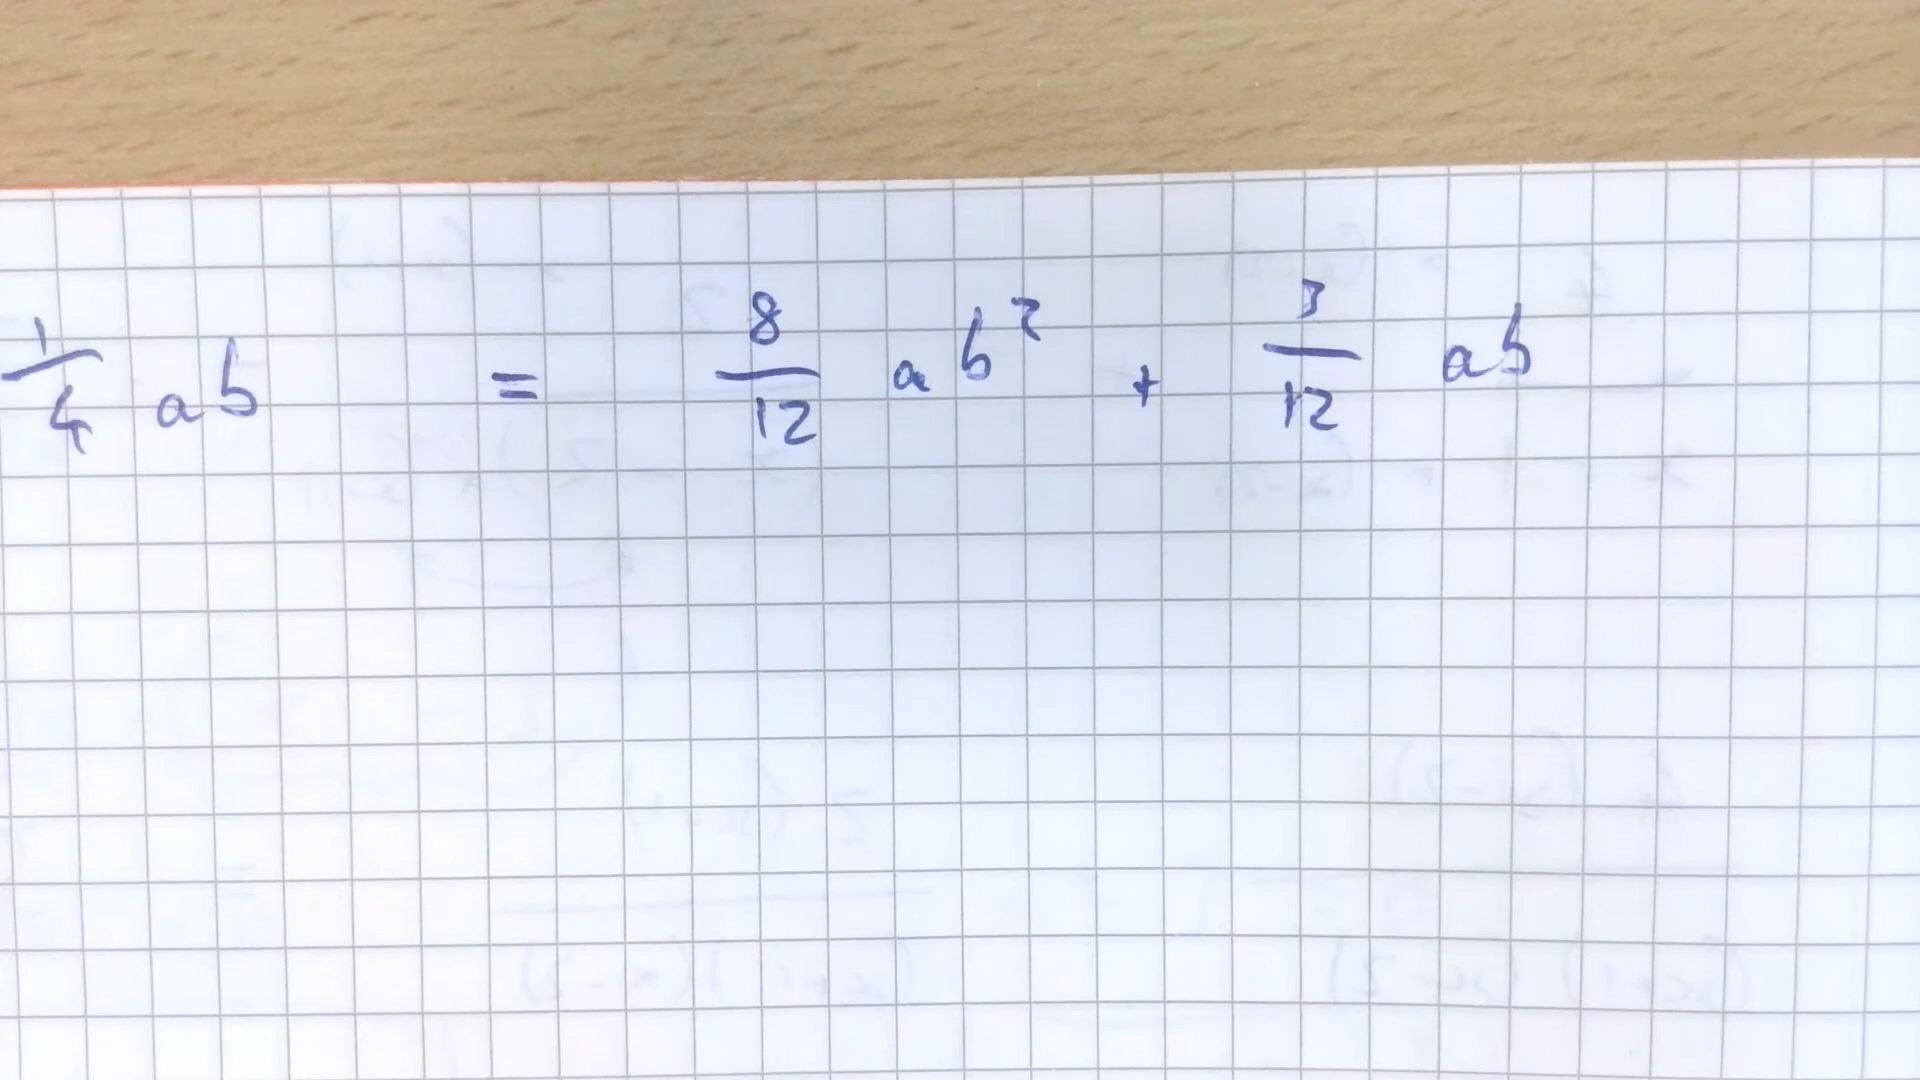 1/4 ab = 8/12 ab² + 3/12 ab